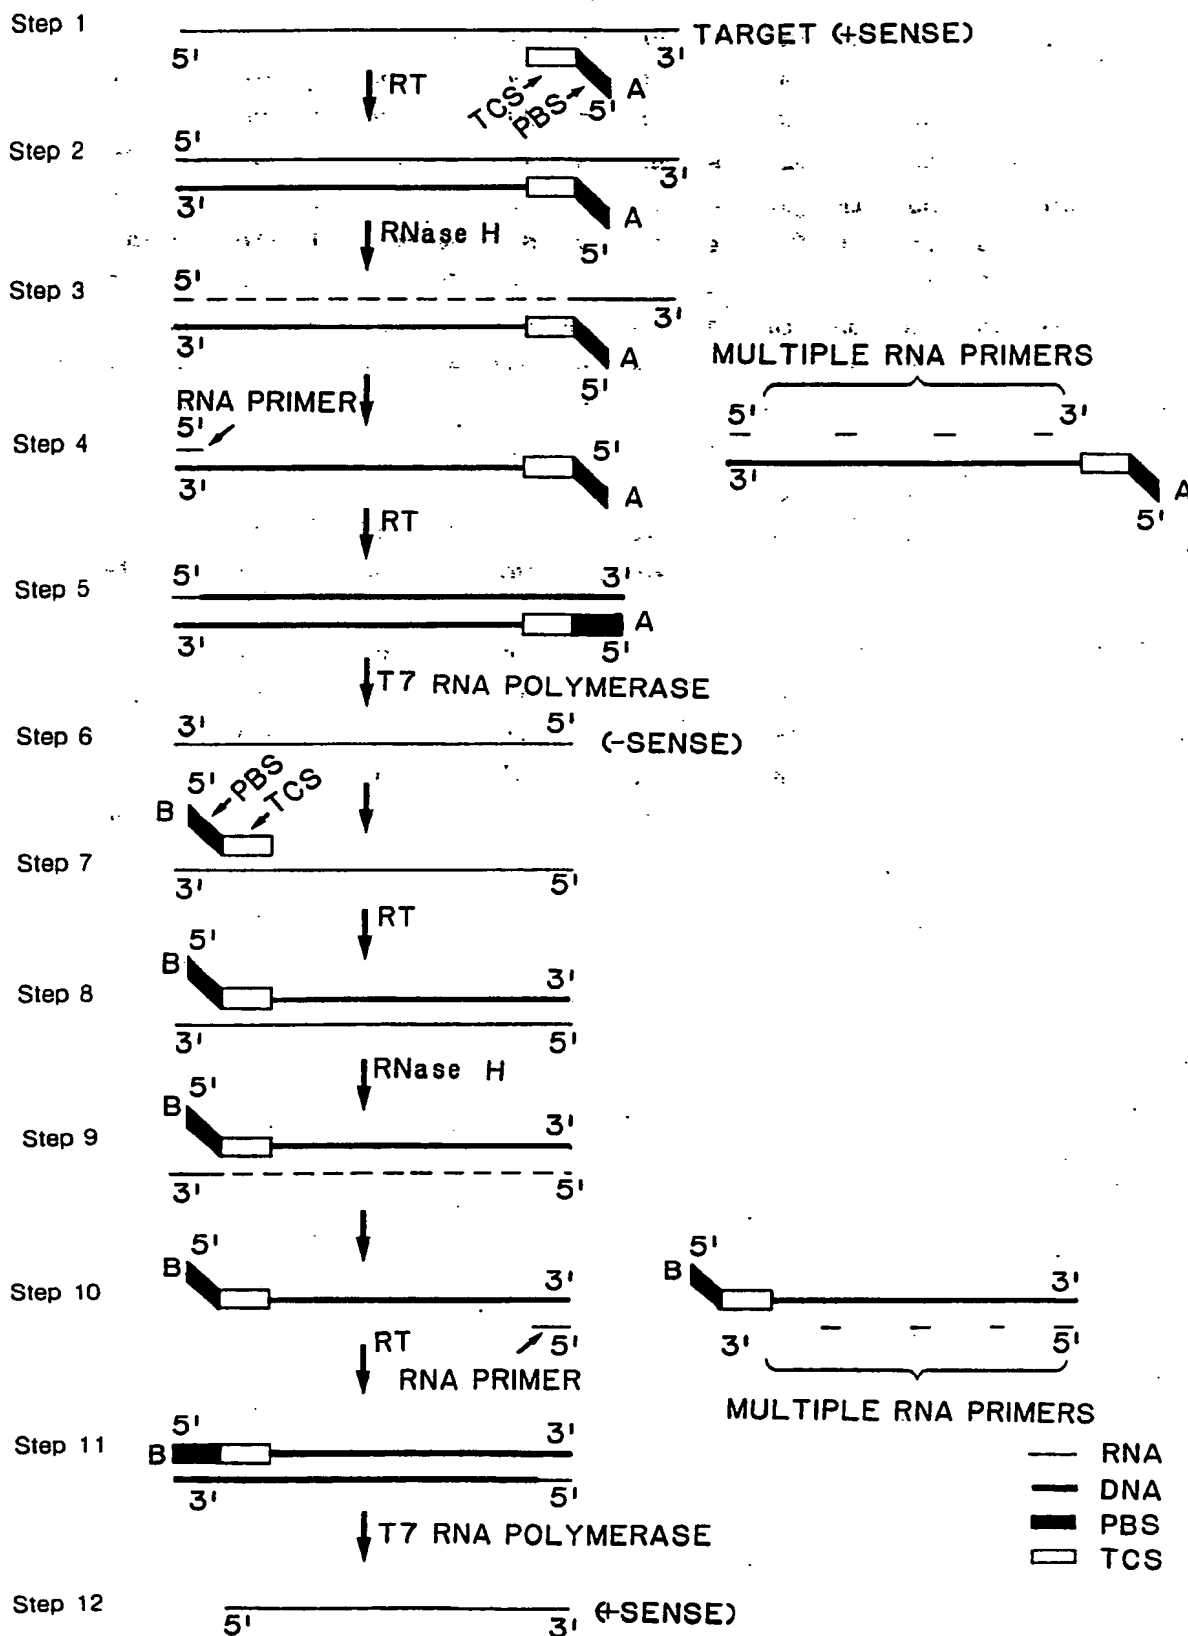 Step 1
TARGET (+SENSE)
5'
3'
TCS
PBS
5'
A
RT
Step 2
5'
3'
3'
A
5'
RNase H
Step 3
5'
3'
3'
A
5'
MULTIPLE RNA PRIMERS
RNA PRIMER
Step 4
5'
5'
3'
A
5'
3'
3'
A
5'
RT
Step 5
5'
3'
3'
A
5'
T7 RNA POLYMERASE
Step 6
3'
5'
(-SENSE)
5'
PBS
TCS
B
Step 7
3'
5'
RT
5'
B
3'
Step 8
3'
5'
RNase H
5'
B
3'
Step 9
3'
5'
5'
B
3'
Step 10
5'
5'
B
3'
3'
5'
RT
RNA PRIMER
MULTIPLE RNA PRIMERS
5'
3'
Step 11
B
3'
5'
T7 RNA POLYMERASE
RNA
DNA
PBS
TCS
Step 12
5'
3'
(+SENSE)